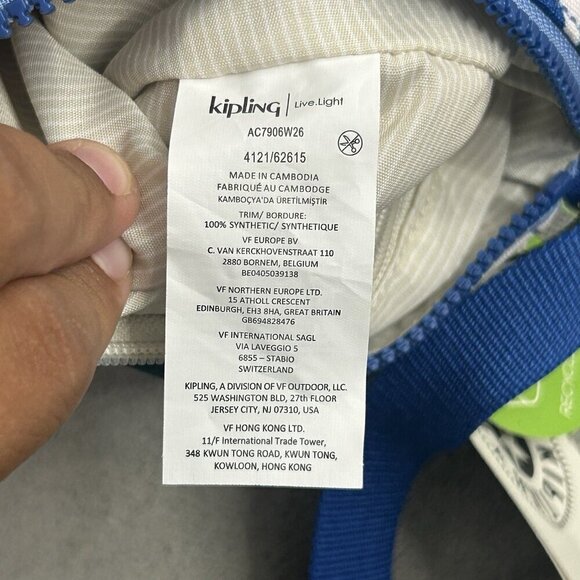 kipling | Live.Light
AC7906W26
4121/62615
MADE IN CAMBODIA
FABRIQUÉ AU CAMBODGE
KAMBOÇYA'DA ÜRETİLMİŞTİR
TRIM/ BORDURE:
100% SYNTHETIC/ SYNTHETIQUE
VF EUROPE BV
C. VAN KERCKHOVENSTRAAT 110
2880 BORNEM, BELGIUM
BE0405039138
VF NORTHERN EUROPE LTD.
15 ATHOLL CRESCENT
EDINBURGH, EH3 8HA, GREAT BRITAIN
GB694828476
VF INTERNATIONAL SAGL
VIA LAVEGGIO 5
6855 – STABIO
SWITZERLAND
KIPLING, A DIVISION OF VF OUTDOOR, LLC.
525 WASHINGTON BLD, 27th FLOOR
JERSEY CITY, NJ 07310, USA
VF HONG KONG LTD.
11/F International Trade Tower,
348 KWUN TONG ROAD, KWUN TONG,
KOWLOON, HONG KONG